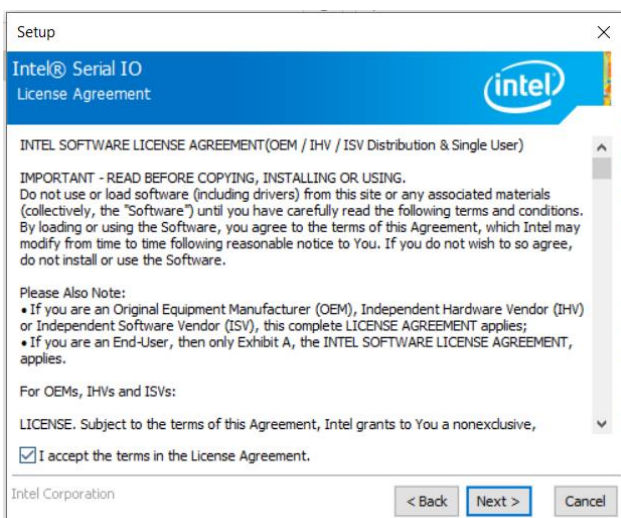 Setup
Intel® Serial IO
License Agreement
intel
INTEL SOFTWARE LICENSE AGREEMENT(OEM / IHV / ISV Distribution & Single User)
IMPORTANT - READ BEFORE COPYING, INSTALLING OR USING.
Do not use or load software (including drivers) from this site or any associated materials
(collectively, the "Software") until you have carefully read the following terms and conditions.
By loading or using the Software, you agree to the terms of this Agreement, which Intel may
modify from time to time following reasonable notice to You. If you do not wish to so agree,
do not install or use the Software.
Please Also Note:
• If you are an Original Equipment Manufacturer (OEM), Independent Hardware Vendor (IHV)
or Independent Software Vendor (ISV), this complete LICENSE AGREEMENT applies;
• If you are an End-User, then only Exhibit A, the INTEL SOFTWARE LICENSE AGREEMENT,
applies.
For OEMs, IHVs and ISVs:
LICENSE. Subject to the terms of this Agreement, Intel grants to You a nonexclusive,
I accept the terms in the License Agreement.
Intel Corporation
< Back Next > Cancel